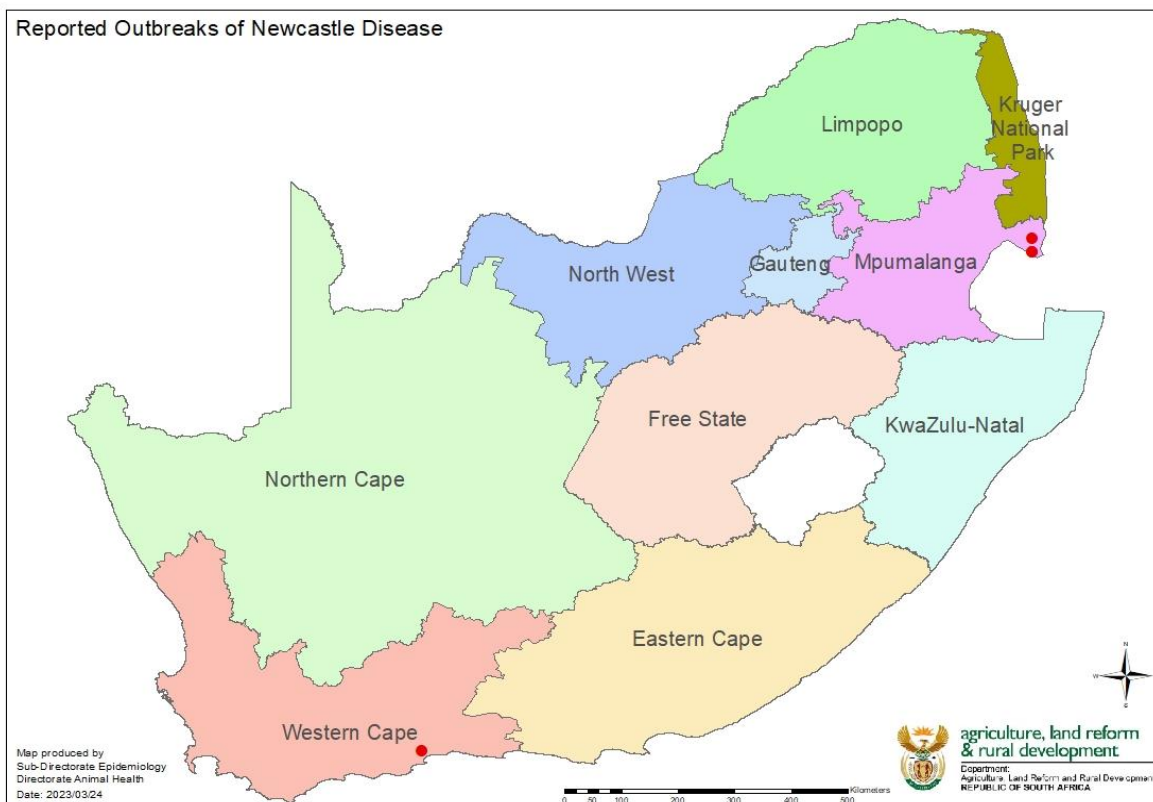 Reported Outbreaks of Newcastle Disease
Limpopo
Kruger
National
Park
North West
Gauteng
Mpumalanga
Free State
KwaZulu-Natal
Northern Cape
Eastern Cape
Western Cape
N
W
E
S
Map produced by
Sub-Directorate Epidemiology
Directorate Animal Health
Date: 2023/03/24
Kilometers
0 50 100 200 300 400 500
agriculture, land reform
& rural development
Department:
Agriculture, Land Reform and Rural Development
REPUBLIC OF SOUTH AFRICA